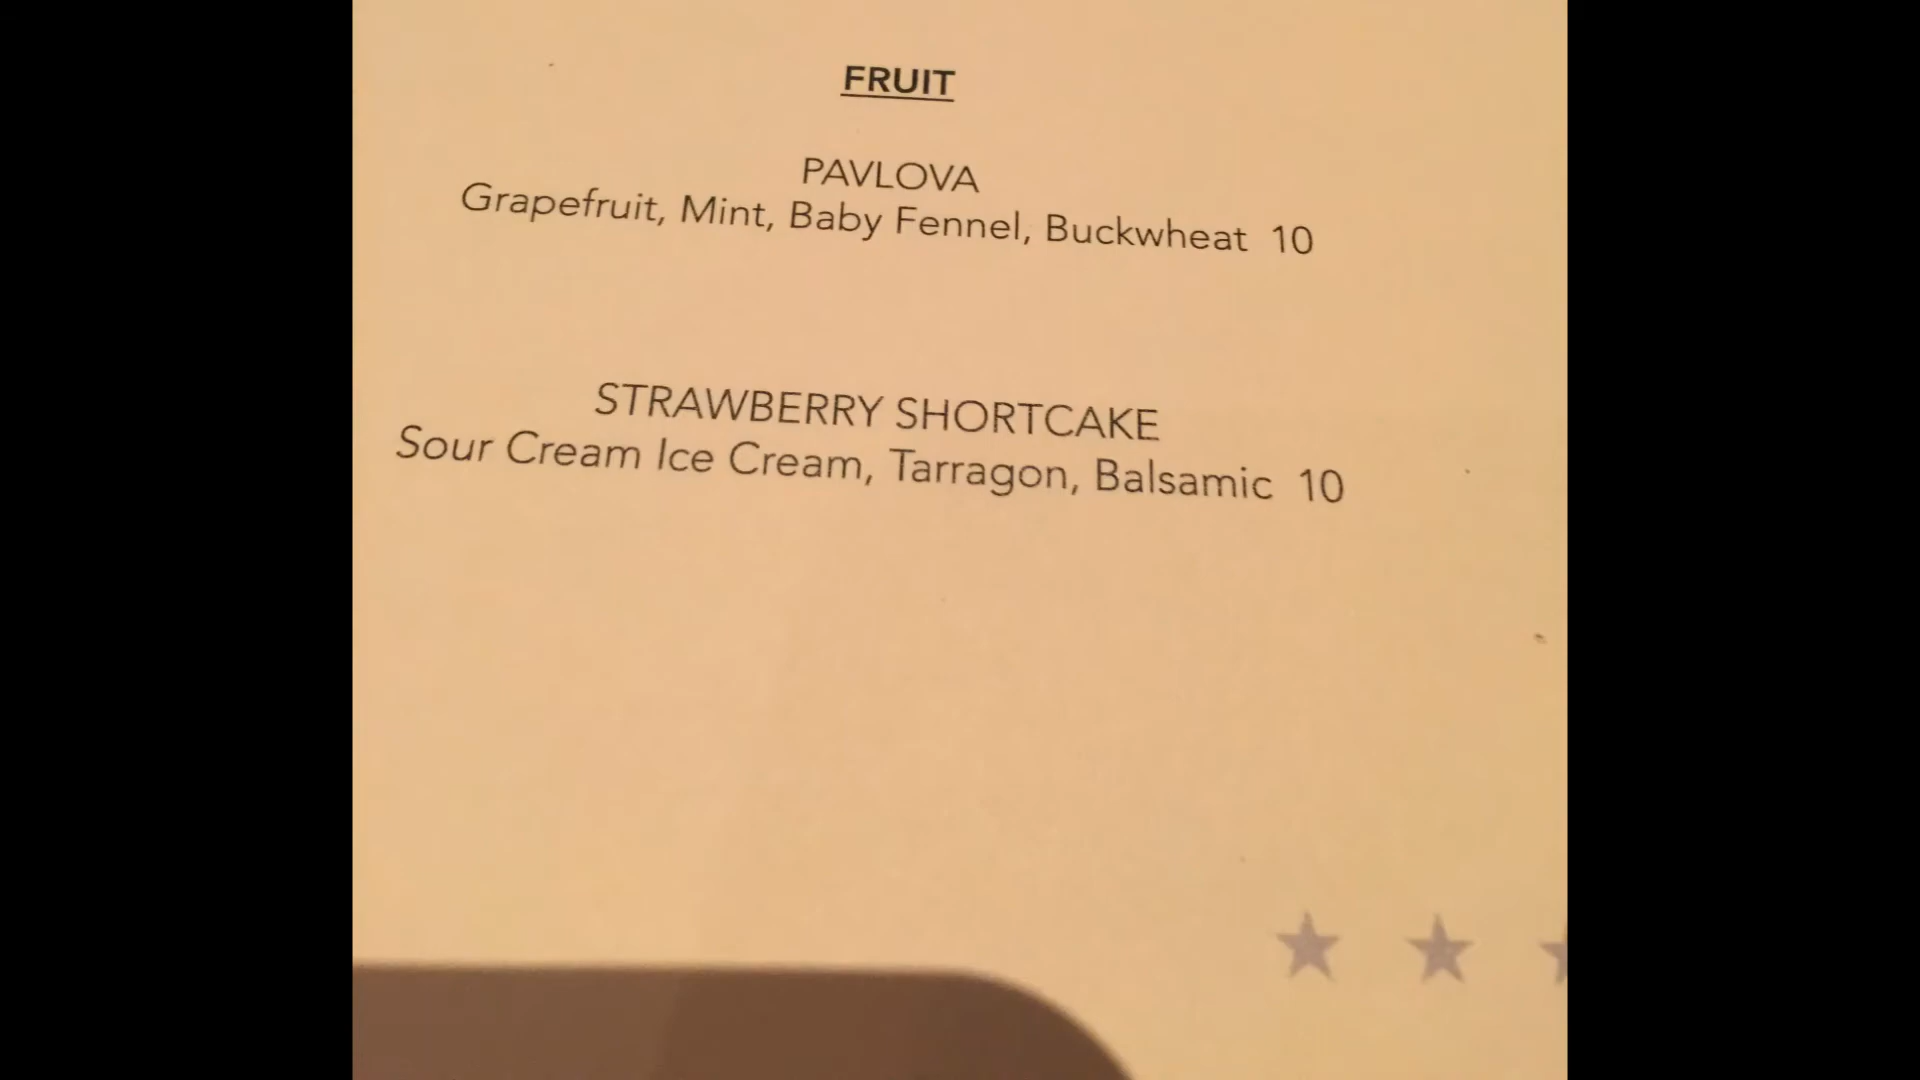 FRUIT
PAVLOVA
Grapefruit, Mint, Baby Fennel, Buckwheat 10
STRAWBERRY SHORTCAKE
Sour Cream Ice Cream, Tarragon, Balsamic 10